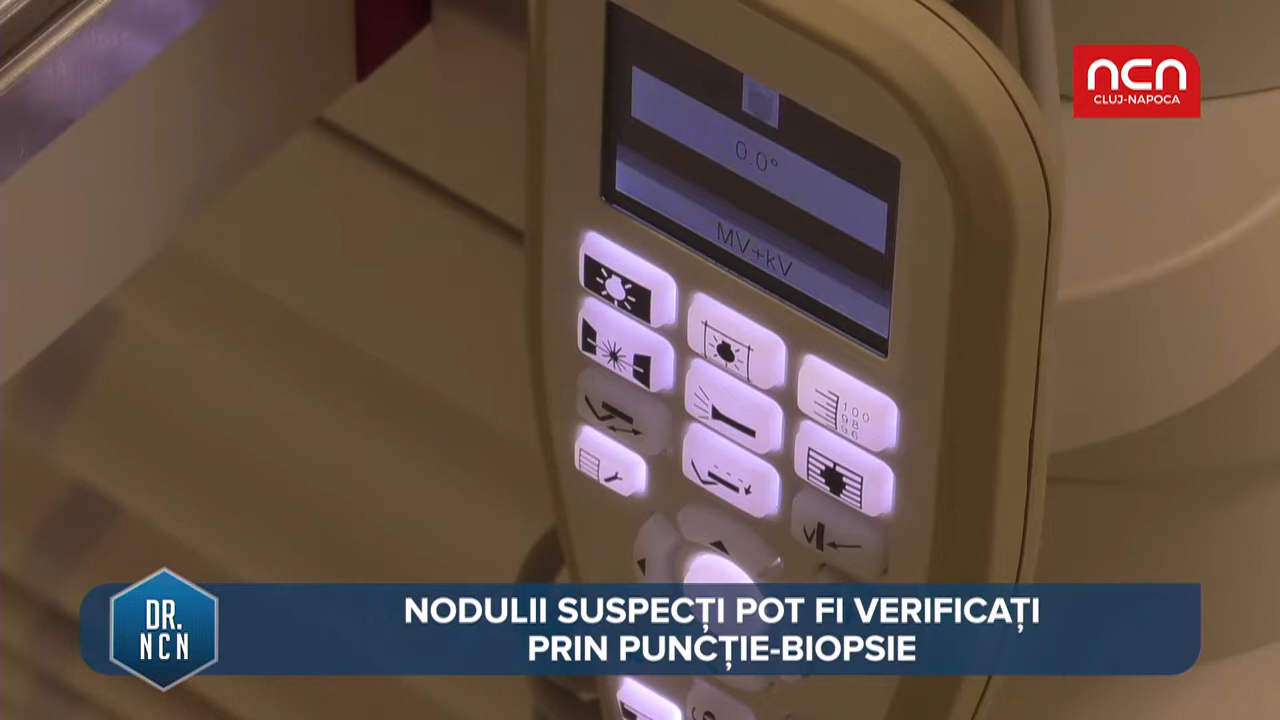 ncn
CLUJ-NAPOCA
0.0°
MV+kV
100
98
96
DR.
NCN
NODULII SUSPECȚI POT FI VERIFICAȚI
PRIN PUNCȚIE-BIOPSIE